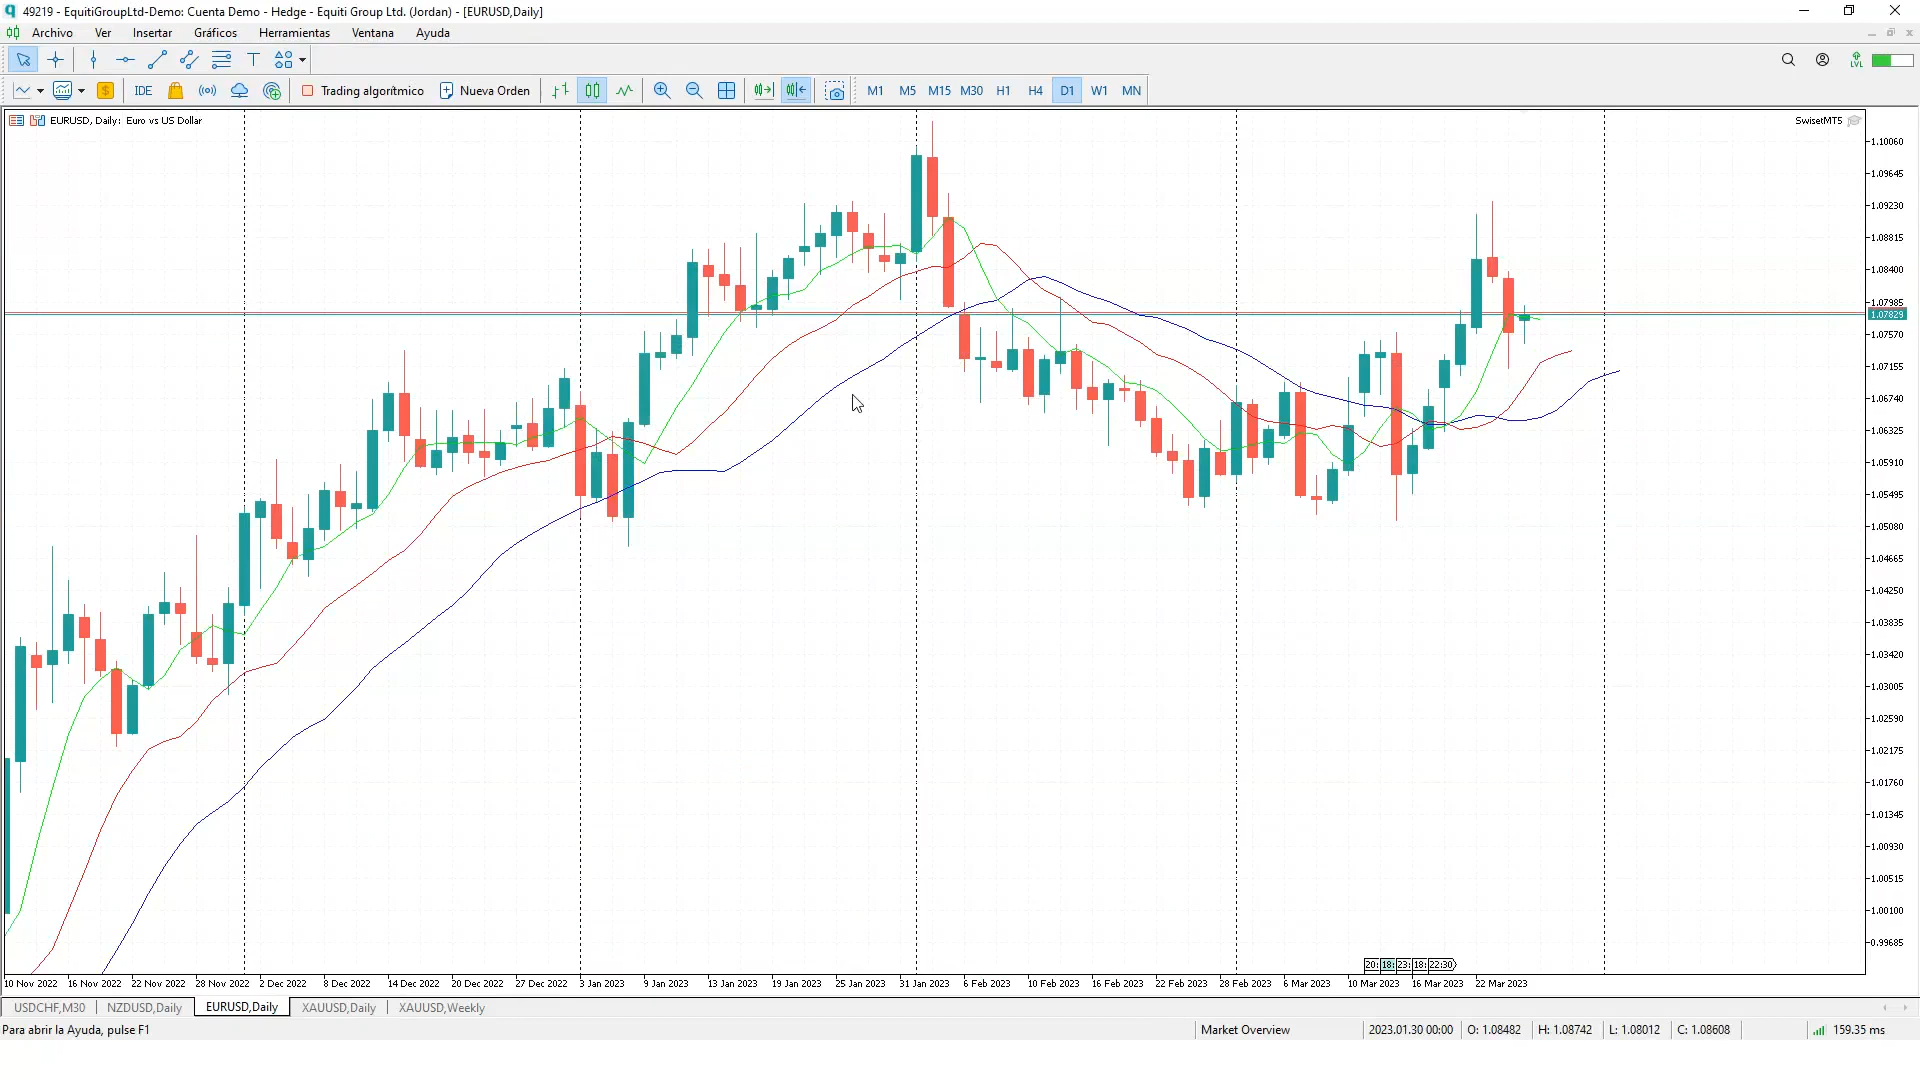 49219 - EquitiGroupLtd-Demo: Cuenta Demo - Hedge - Equiti Group Ltd. (Jordan) - [EURUSD,Daily]
Archivo Ver Insertar Gráficos Herramientas Ventana Ayuda
LVL
IDE Trading algorítmico Nueva Orden M1 M5 M15 M30 H1 H4 D1 W1 MN
EURUSD, Daily: Euro vs US Dollar
SwisetMT5
1.10060
1.09645
1.09230
1.08815
1.08400
1.07985
1.07829
1.07570
1.07155
1.06740
1.06325
1.05910
1.05495
1.05080
1.04665
1.04250
1.03835
1.03420
1.03005
1.02590
1.02175
1.01760
1.01345
1.00930
1.00515
1.00100
0.99685
20: 18: 23: 18: 22:30
10 Nov 2022 16 Nov 2022 22 Nov 2022 28 Nov 2022 2 Dec 2022 8 Dec 2022 14 Dec 2022 20 Dec 2022 27 Dec 2022 3 Jan 2023 9 Jan 2023 13 Jan 2023 19 Jan 2023 25 Jan 2023 31 Jan 2023 6 Feb 2023 10 Feb 2023 16 Feb 2023 22 Feb 2023 28 Feb 2023 6 Mar 2023 10 Mar 2023 16 Mar 2023 22 Mar 2023
USDCHF,M30 NZDUSD,Daily EURUSD,Daily XAUUSD,Daily XAUUSD,Weekly
Para abrir la Ayuda, pulse F1 Market Overview 2023.01.30 00:00 O: 1.08482 H: 1.08742 L: 1.08012 C: 1.08608 159.35 ms